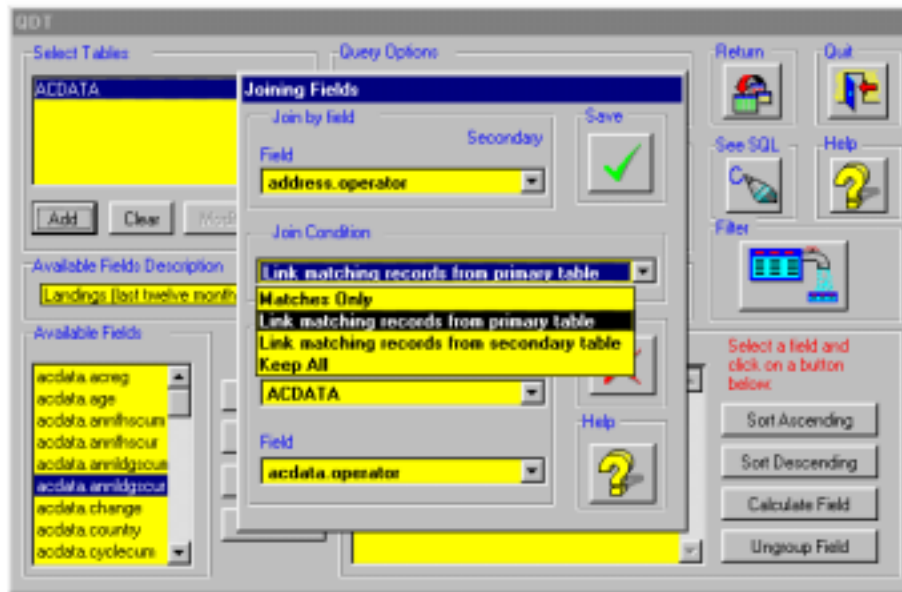 QDT
Select Tables
ACDATA
Add
Clear
Available Fields Description
Landings (last twelve month
Available Fields
acdata.acreg
acdata.age
acdata.annfhscum
acdata.annfhscur
acdata.annldgscum
acdata.annldgscur
acdata.change
acdata.country
acdata.cyclecum
Query Options
Joining Fields
Join by field
Secondary
Field
address.operator
Save
Join Condition
Link matching records from primary table
Matches Only
Link matching records from primary table
Link matching records from secondary table
Keep All
ACDATA
Field
acdata.operator
Help
Return
Quit
See SQL
Help
Filter
Select a field and
click on a button
below:
Sort Ascending
Sort Descending
Calculate Field
Ungroup Field